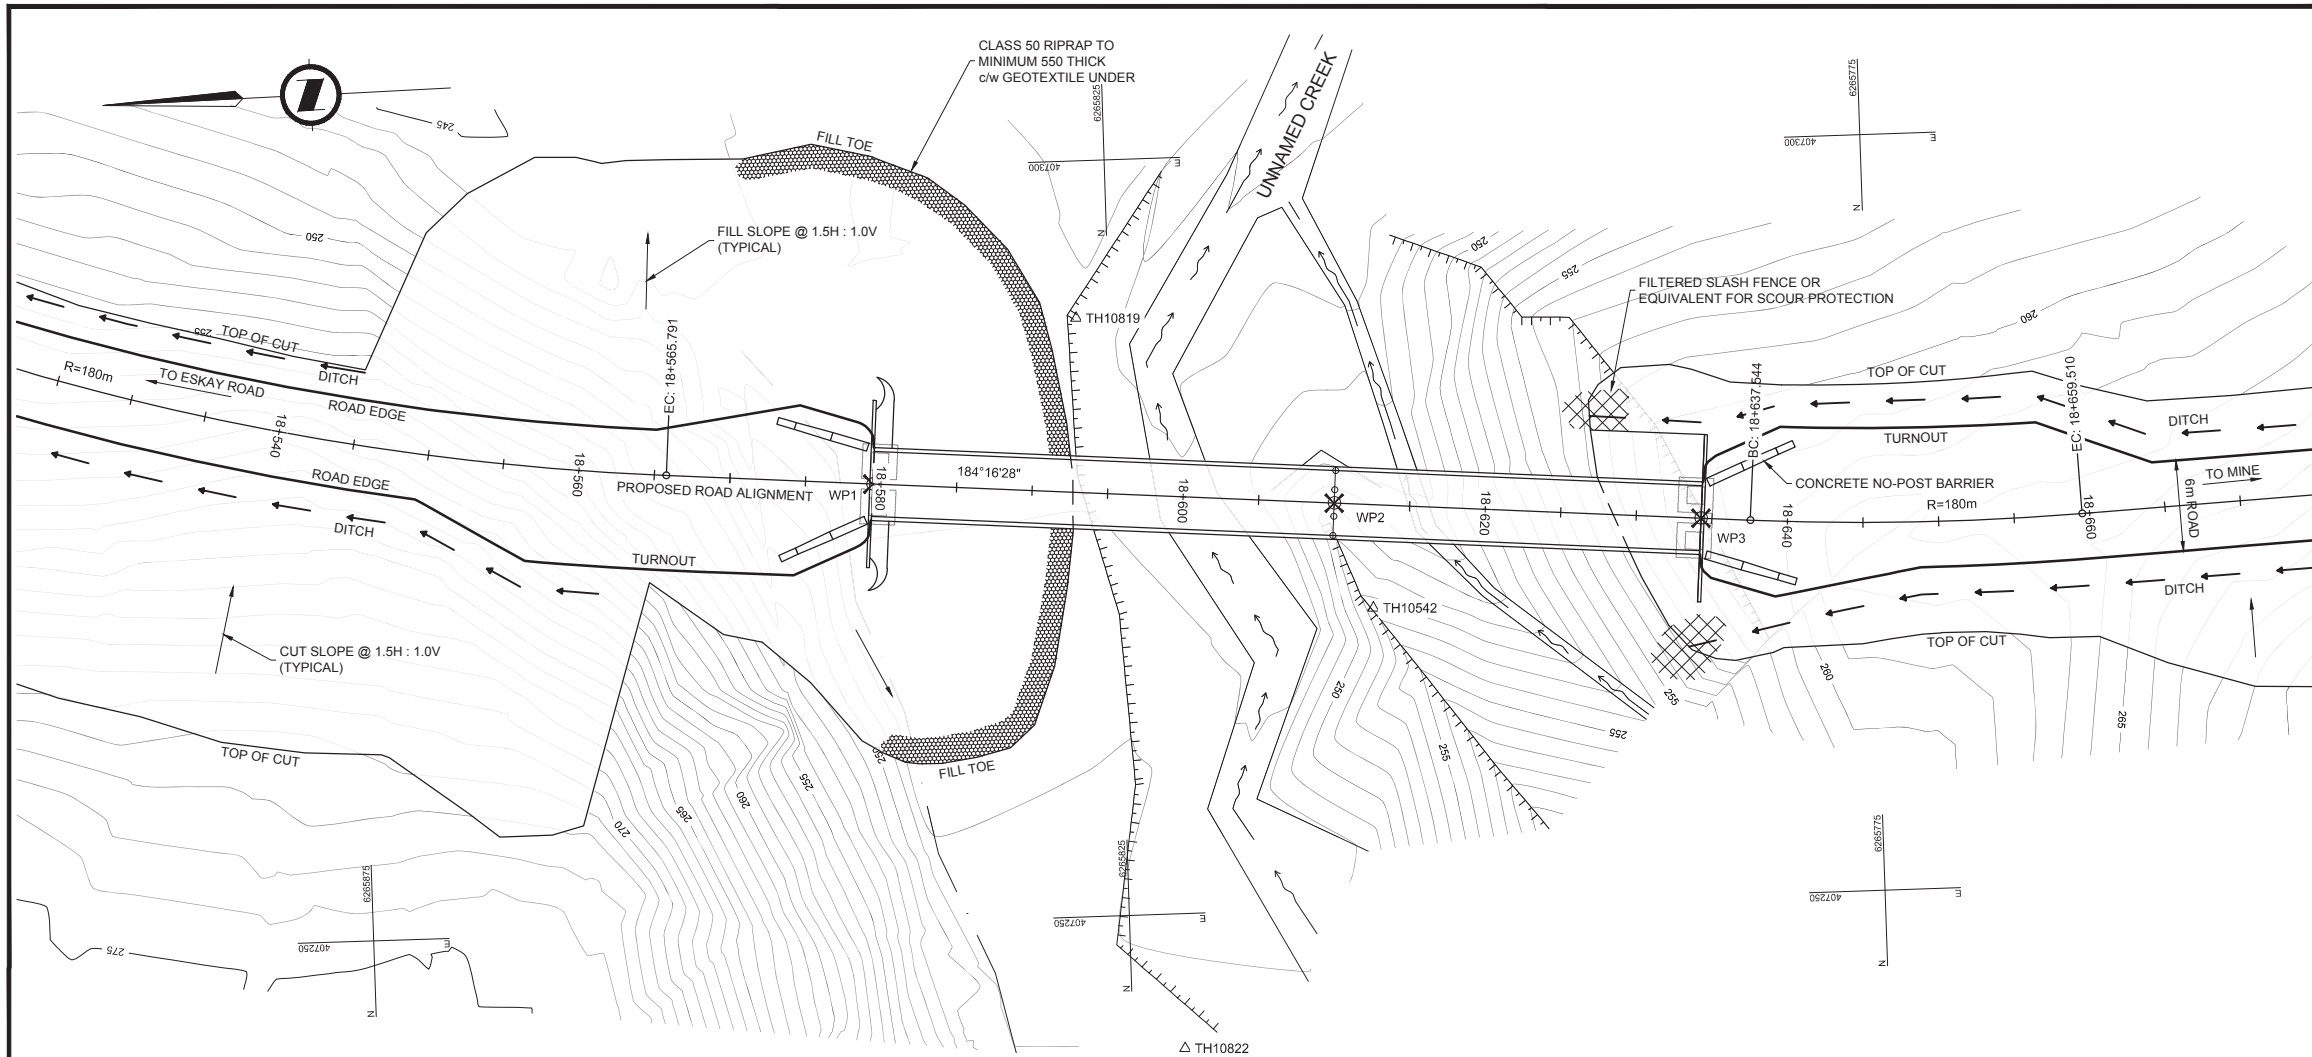 CLASS 50 RIPRAP TO
MINIMUM 550 THICK
c/w GEOTEXTILE UNDER
UNNAMED CREEK
6265825
407300
E
N
6265775
407300
E
N
245
FILL TOE
250
FILL SLOPE @ 1.5H : 1.0V
(TYPICAL)
250
255
FILTERED SLASH FENCE OR
EQUIVALENT FOR SCOUR PROTECTION
260
TH10819
255
TOP OF CUT
DITCH
R=180m
TO ESKAY ROAD
ROAD EDGE
EC: 18+565.791
BC: 18+637.544
EC: 18+659.510
TOP OF CUT
DITCH
TURNOUT
TO MINE
CONCRETE NO-POST BARRIER
R=180m
6m ROAD
18+540
18+560
18+580
18+600
18+620
18+640
18+660
184°16'28"
PROPOSED ROAD ALIGNMENT
WP1
WP2
WP3
ROAD EDGE
DITCH
TURNOUT
TH10542
DITCH
TOP OF CUT
CUT SLOPE @ 1.5H : 1.0V
(TYPICAL)
250
255
255
255
260
265
TOP OF CUT
FILL TOE
250
255
260
265
270
275
6265875
407250
E
N
6265825
407250
E
N
6265775
407250
E
N
TH10822